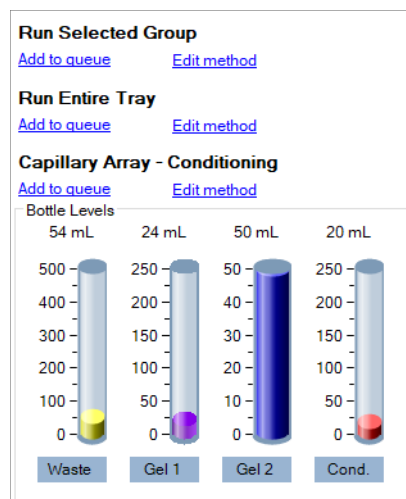 Run Selected Group
Add to queue Edit method
Run Entire Tray
Add to queue Edit method
Capillary Array - Conditioning
Add to queue Edit method
Bottle Levels
54 mL 24 mL 50 mL 20 mL
500 250 50 250
400 200 40 200
300 150 30 150
200 100 20 100
100 50 10 50
0 0 0 0
Waste Gel 1 Gel 2 Cond.